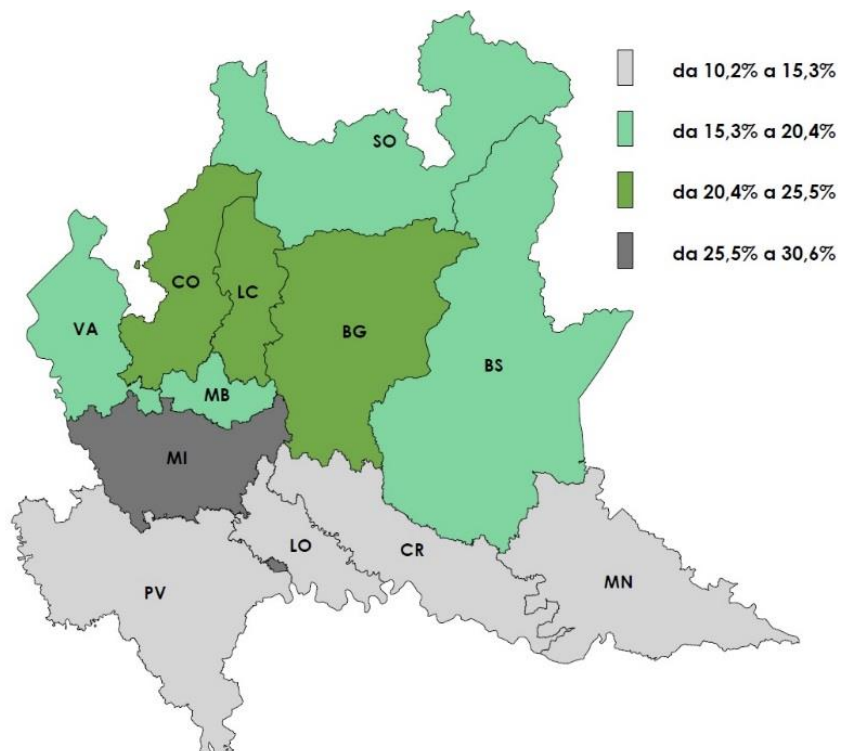 da 10,2% a 15,3%
da 15,3% a 20,4%
da 20,4% a 25,5%
da 25,5% a 30,6%
SO
CO
LC
VA
BG
BS
MB
MI
LO
CR
MN
PV